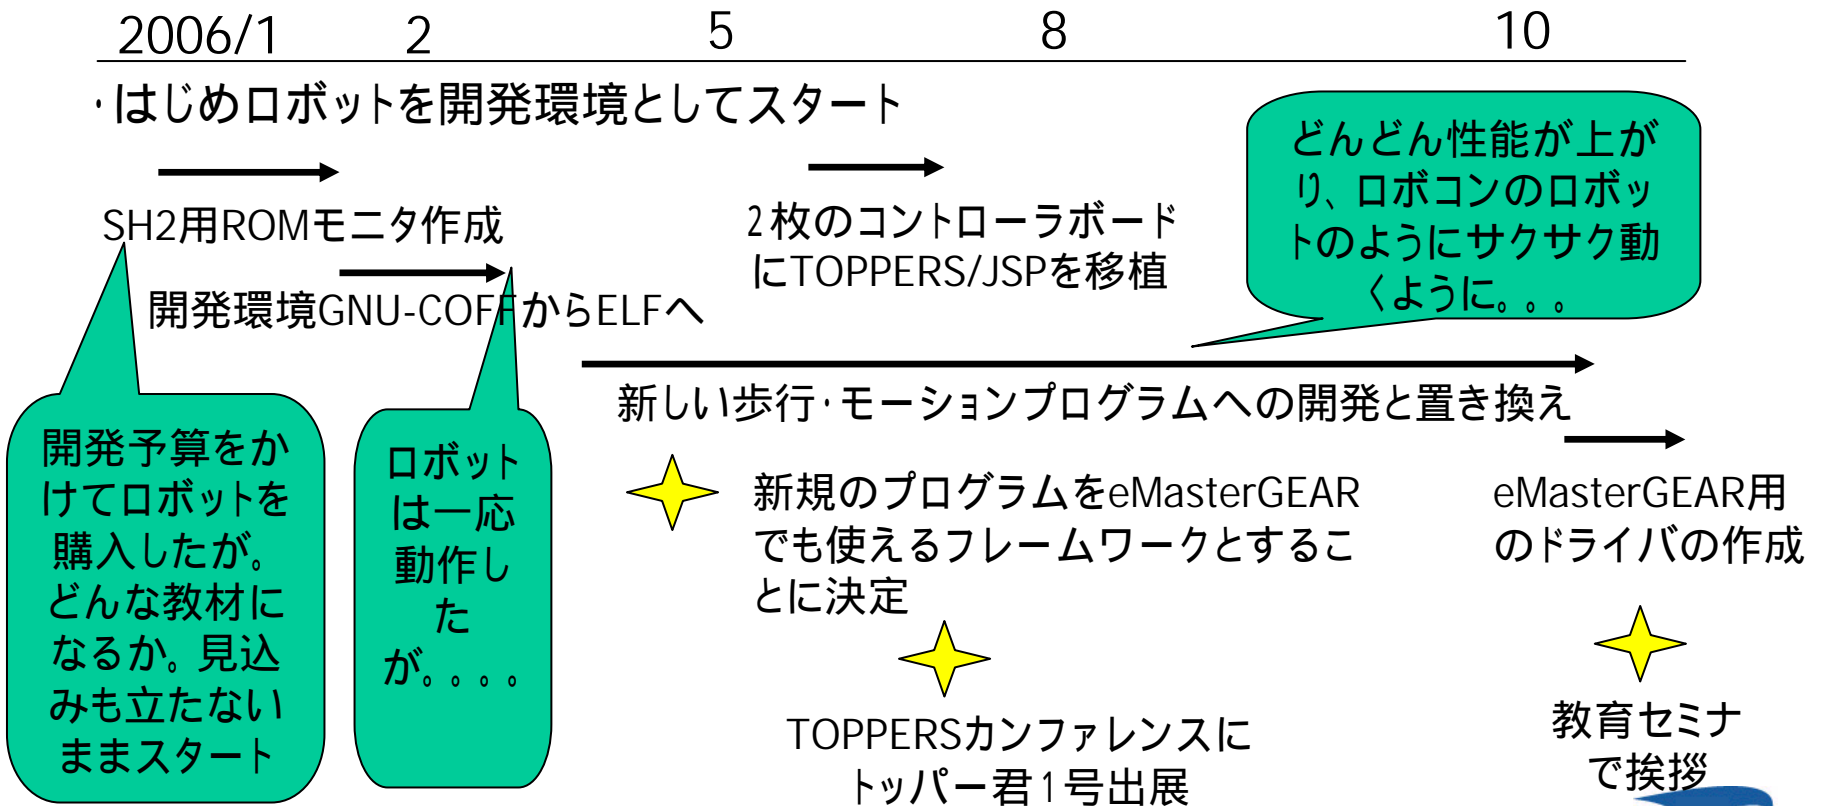 2006/1 2 5 8 10
・はじめロボットを開発環境としてスタート
SH2用ROMモニタ作成
開発環境GNU-COFFからELFへ
2枚のコントローラボード
にTOPPERS/JSPを移植
どんどん性能が上が
り、ロボコンのロボッ
トのようにサクサク動
くように。。。
新しい歩行・モーションプログラムへの開発と置き換え
開発予算をか
けてロボットを
購入したが。
どんな教材に
なるか。見込
みも立たない
ままスタート
ロボット
は一応
動作し
た
が。。。。
新規のプログラムをeMasterGEAR
でも使えるフレームワークとするこ
とに決定
eMasterGEAR用
のドライバの作成
TOPPERSカンファレンスに
トッパー君1号出展
教育セミナ
で挨拶